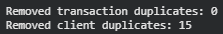 Removed transaction duplicates: 0
Removed client duplicates: 15